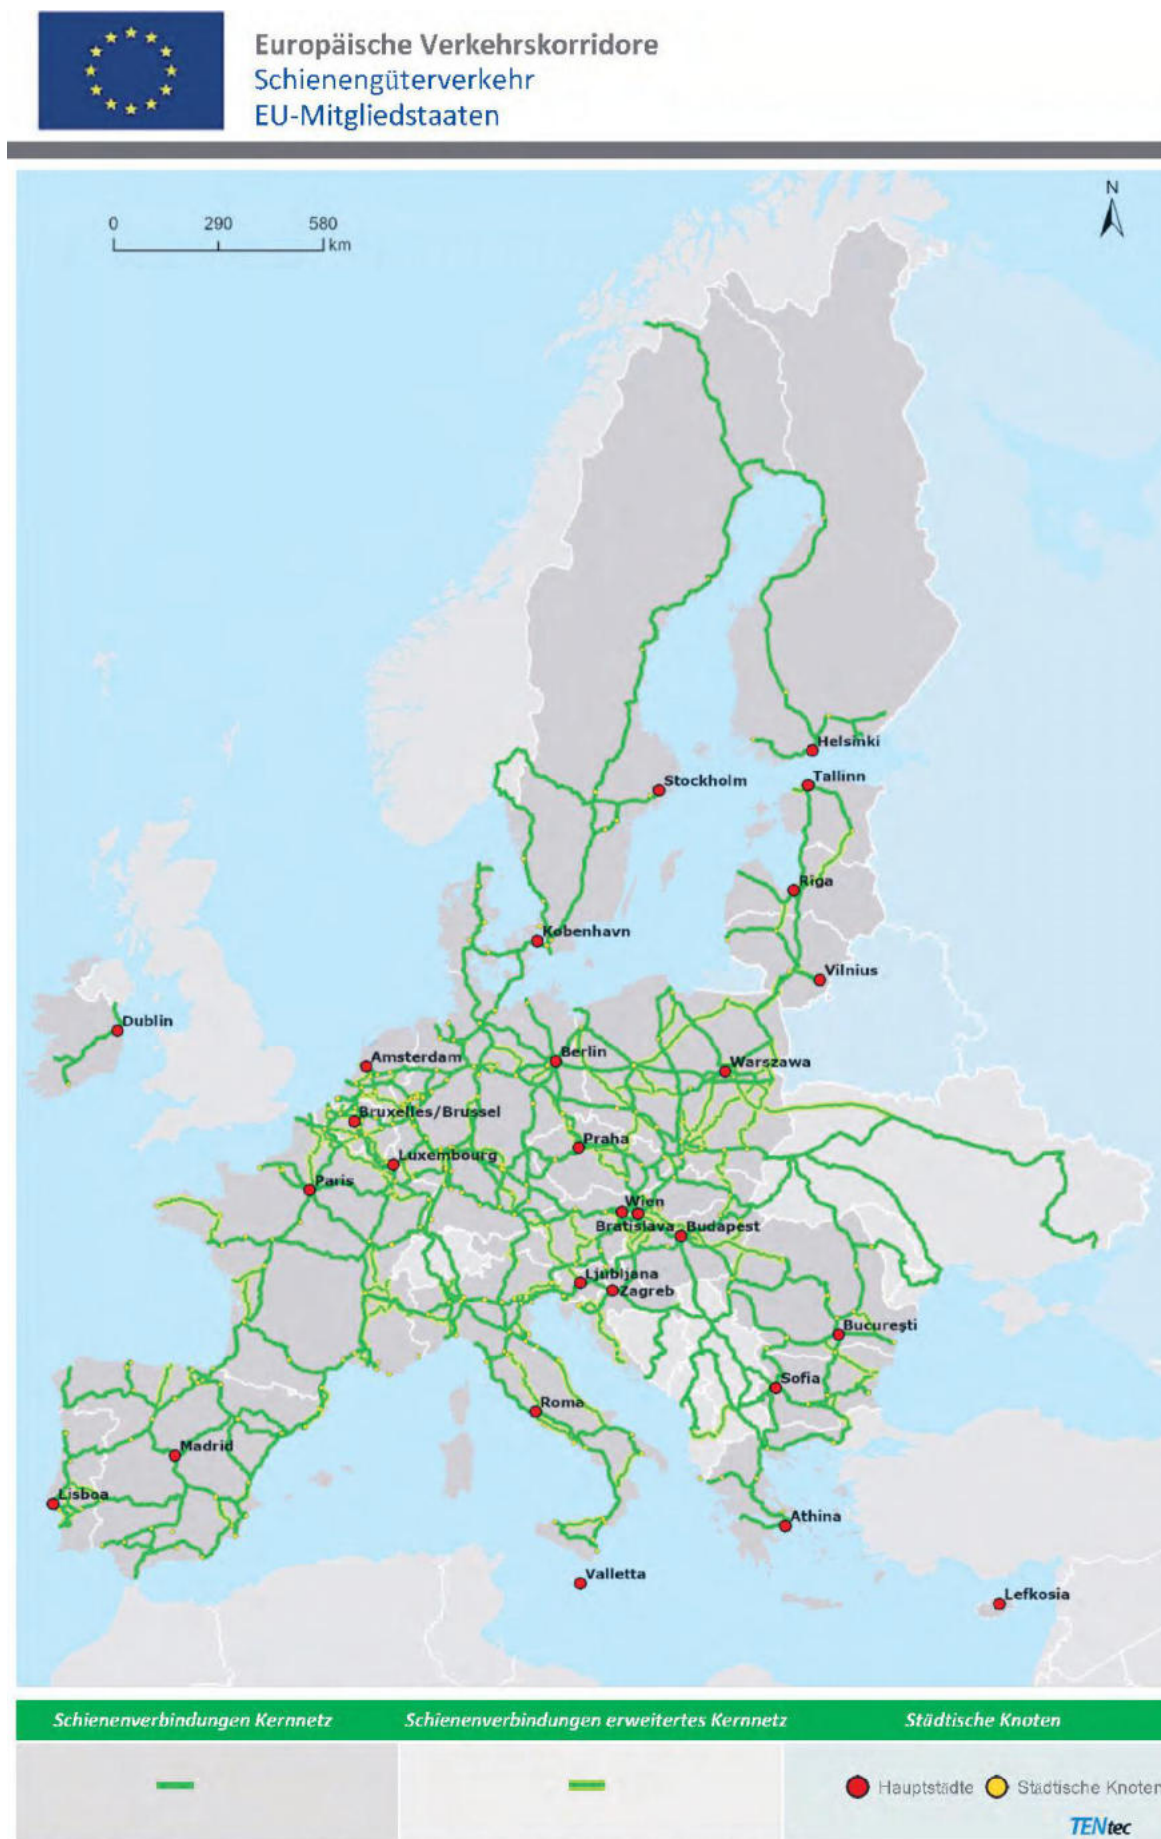 Europäische Verkehrskorridore
Schienengüterverkehr
EU-Mitgliedstaaten
N
0 290 580
km
Helsinki
Tallinn
Stockholm
Riga
København
Vilnius
Dublin
Amsterdam
Berlin
Warszawa
Bruxelles/Brussel
Praha
Luxembourg
Paris
Wien
Bratislava
Budapest
Ljubljana
Zagreb
Bucureşti
Sofia
Roma
Madrid
Lisboa
Athina
Valletta
Lefkosia
Schienenverbindungen Kernnetz Schienenverbindungen erweitertes Kernnetz Städtische Knoten
Hauptstädte Städtische Knoten
TENtec